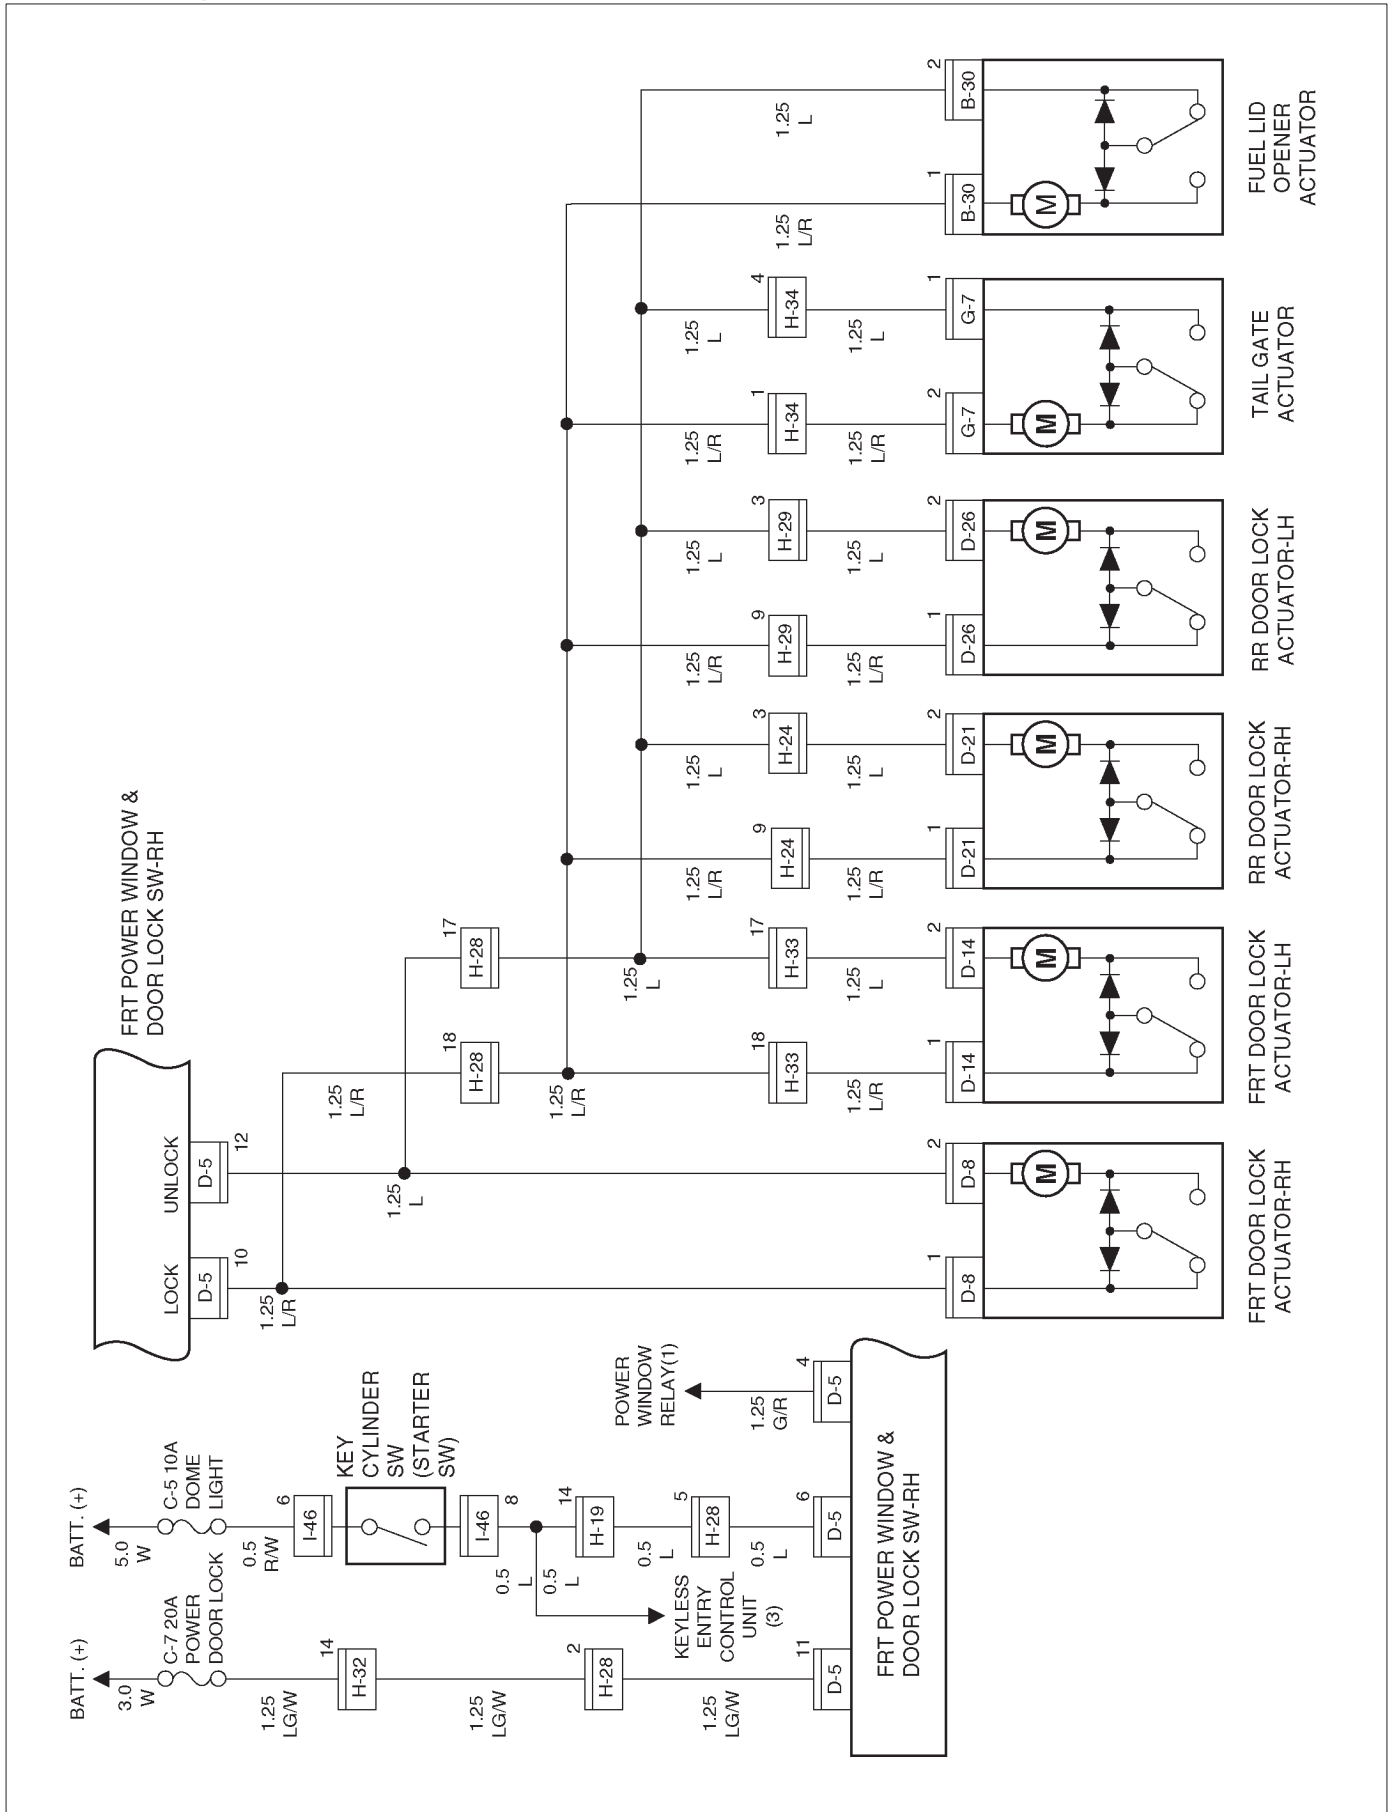 BATT. (+)
3.0
W
C-7 20A
POWER
DOOR LOCK
1.25
LG/W
14
H-32
1.25
LG/W
2
H-28
1.25
LG/W
11
D-5
BATT. (+)
5.0
W
C-5 10A
DOME
LIGHT
0.5
R/W
6
I-46
KEY
CYLINDER
SW
(STARTER
SW)
I-46
8
0.5
L
0.5
L
KEYLESS
ENTRY
CONTROL
UNIT
(3)
14
H-19
0.5
L
5
H-28
0.5
L
6
D-5
POWER
WINDOW
RELAY(1)
1.25
G/R
4
D-5
FRT POWER WINDOW &
DOOR LOCK SW-RH
FRT POWER WINDOW &
DOOR LOCK SW-RH
LOCK
D-5
10
UNLOCK
D-5
12
1.25
L/R
1.25
L
1.25
L/R
18
H-28
17
H-28
1.25
L/R
1.25
L
18
H-33
17
H-33
1.25
L/R
1.25
L
1.25
L/R
1.25
L
9
H-24
3
H-24
1.25
L/R
1.25
L
1.25
L/R
1.25
L
9
H-29
3
H-29
1.25
L/R
1.25
L
1.25
L/R
1.25
L
1
H-34
4
H-34
1.25
L/R
1.25
L
1.25
L/R
1.25
L
1
D-8
2
D-8
M
FRT DOOR LOCK
ACTUATOR-RH
1
D-14
2
D-14
M
FRT DOOR LOCK
ACTUATOR-LH
1
D-21
2
D-21
M
RR DOOR LOCK
ACTUATOR-RH
1
D-26
2
D-26
M
RR DOOR LOCK
ACTUATOR-LH
2
G-7
1
G-7
M
TAIL GATE
ACTUATOR
1
B-30
2
B-30
M
FUEL LID
OPENER
ACTUATOR